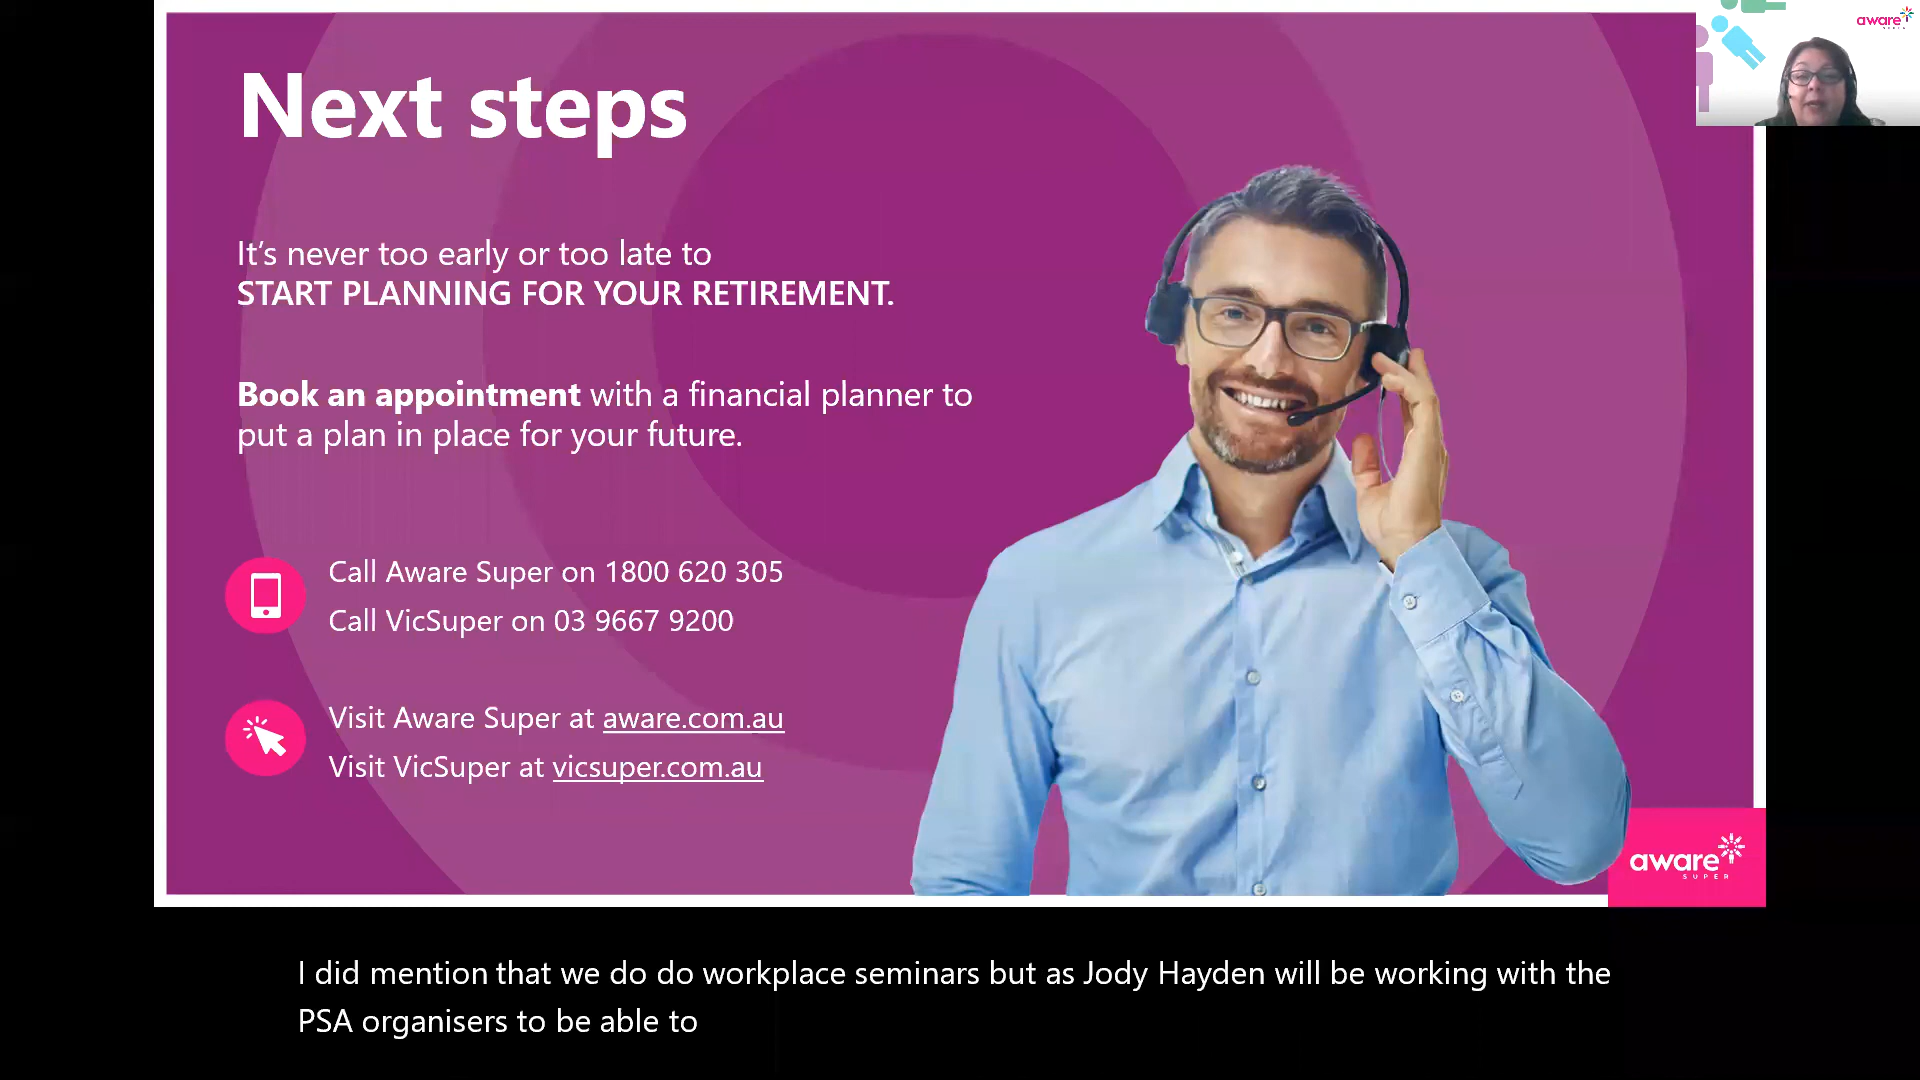 Next steps
It’s never too early or too late to
START PLANNING FOR YOUR RETIREMENT.
Book an appointment with a financial planner to
put a plan in place for your future.
Call Aware Super on 1800 620 305
Call VicSuper on 03 9667 9200
Visit Aware Super at aware.com.au
Visit VicSuper at vicsuper.com.au
aware
SUPER
aware
I did mention that we do do workplace seminars but as Jody Hayden will be working with the
PSA organisers to be able to